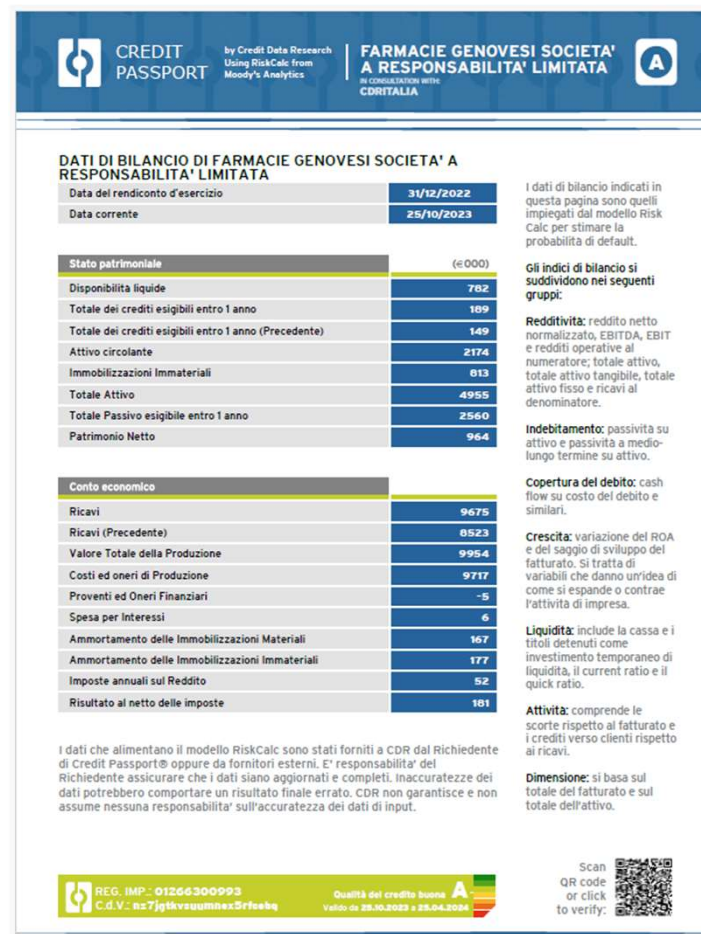 CREDIT
PASSPORT
by Credit Data Research
Using RiskCalc from
Moody's Analytics
FARMACIE GENOVESI SOCIETA'
A RESPONSABILITA' LIMITATA
IN CONSULTATION WITH:
CDRITALIA
A
DATI DI BILANCIO DI FARMACIE GENOVESI SOCIETA' A
RESPONSABILITA' LIMITATA
Data del rendiconto d'esercizio 31/12/2022
Data corrente 25/10/2023
Stato patrimoniale (€000)
Disponibilità liquide 782
Totale dei crediti esigibili entro 1 anno 189
Totale dei crediti esigibili entro 1 anno (Precedente) 149
Attivo circolante 2174
Immobilizzazioni Immateriali 813
Totale Attivo 4955
Totale Passivo esigibile entro 1 anno 2560
Patrimonio Netto 964
Conto economico
Ricavi 9675
Ricavi (Precedente) 8523
Valore Totale della Produzione 9954
Costi ed oneri di Produzione 9717
Proventi ed Oneri Finanziari -5
Spesa per Interessi 6
Ammortamento delle Immobilizzazioni Materiali 167
Ammortamento delle Immobilizzazioni Immateriali 177
Imposte annuali sul Reddito 52
Risultato al netto delle imposte 181
I dati che alimentano il modello RiskCalc sono stati forniti a CDR dal Richiedente
di Credit Passport® oppure da fornitori esterni. E' responsabilita' del
Richiedente assicurare che i dati siano aggiornati e completi. Inaccuratezze dei
dati potrebbero comportare un risultato finale errato. CDR non garantisce e non
assume nessuna responsabilita' sull'accuratezza dei dati di input.
I dati di bilancio indicati in
questa pagina sono quelli
impiegati dal modello Risk
Calc per stimare la
probabilità di default.
Gli indici di bilancio si
suddividono nei seguenti
gruppi:
Redditività: reddito netto
normalizzato, EBITDA, EBIT
e redditi operative al
numeratore; totale attivo,
totale attivo tangibile, totale
attivo fisso e ricavi al
denominatore.
Indebitamento: passività su
attivo e passività a medio-
lungo termine su attivo.
Copertura del debito: cash
flow su costo del debito e
similari.
Crescita: variazione del ROA
e del saggio di sviluppo del
fatturato. Si tratta di
variabili che danno un'idea di
come si espande o contrae
l'attività di impresa.
Liquidità: include la cassa e i
titoli detenuti come
investimento temporaneo di
liquidità, il current ratio e il
quick ratio.
Attività: comprende le
scorte rispetto al fatturato e
i crediti verso clienti rispetto
ai ricavi.
Dimensione: si basa sul
totale del fatturato e sul
totale dell'attivo.
REG. IMP.: 01266300993
C.d.V.:
Qualità del credito buona A
Valido da 25.10.2023 a 25.04.2024
Scan
QR code
or click
to verify: